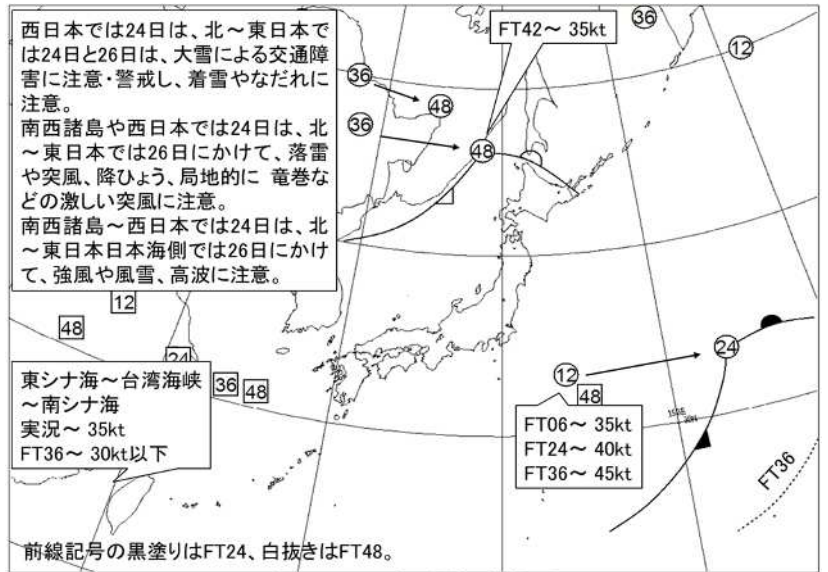 西日本では24日は、北～東日本で
は24日と26日は、大雪による交通障
害に注意・警戒し、着雪やなだれに
注意。
南西諸島や西日本では24日は、北
～東日本では26日にかけて、落雷
や突風、降ひょう、局地的に 竜巻な
どの激しい突風に注意。
南西諸島～西日本では24日は、北
～東日本日本海側では26日にかけ
て、強風や風雪、高波に注意。
FT42～ 35kt
36
12
36
48
36
48
12
48
24
36
48
東シナ海～台湾海峡
～南シナ海
実況～ 35kt
FT36～ 30kt以下
24
12
48
FT06～ 35kt
FT24～ 40kt
FT36～ 45kt
FT36
前線記号の黒塗りはFT24、白抜きはFT48。